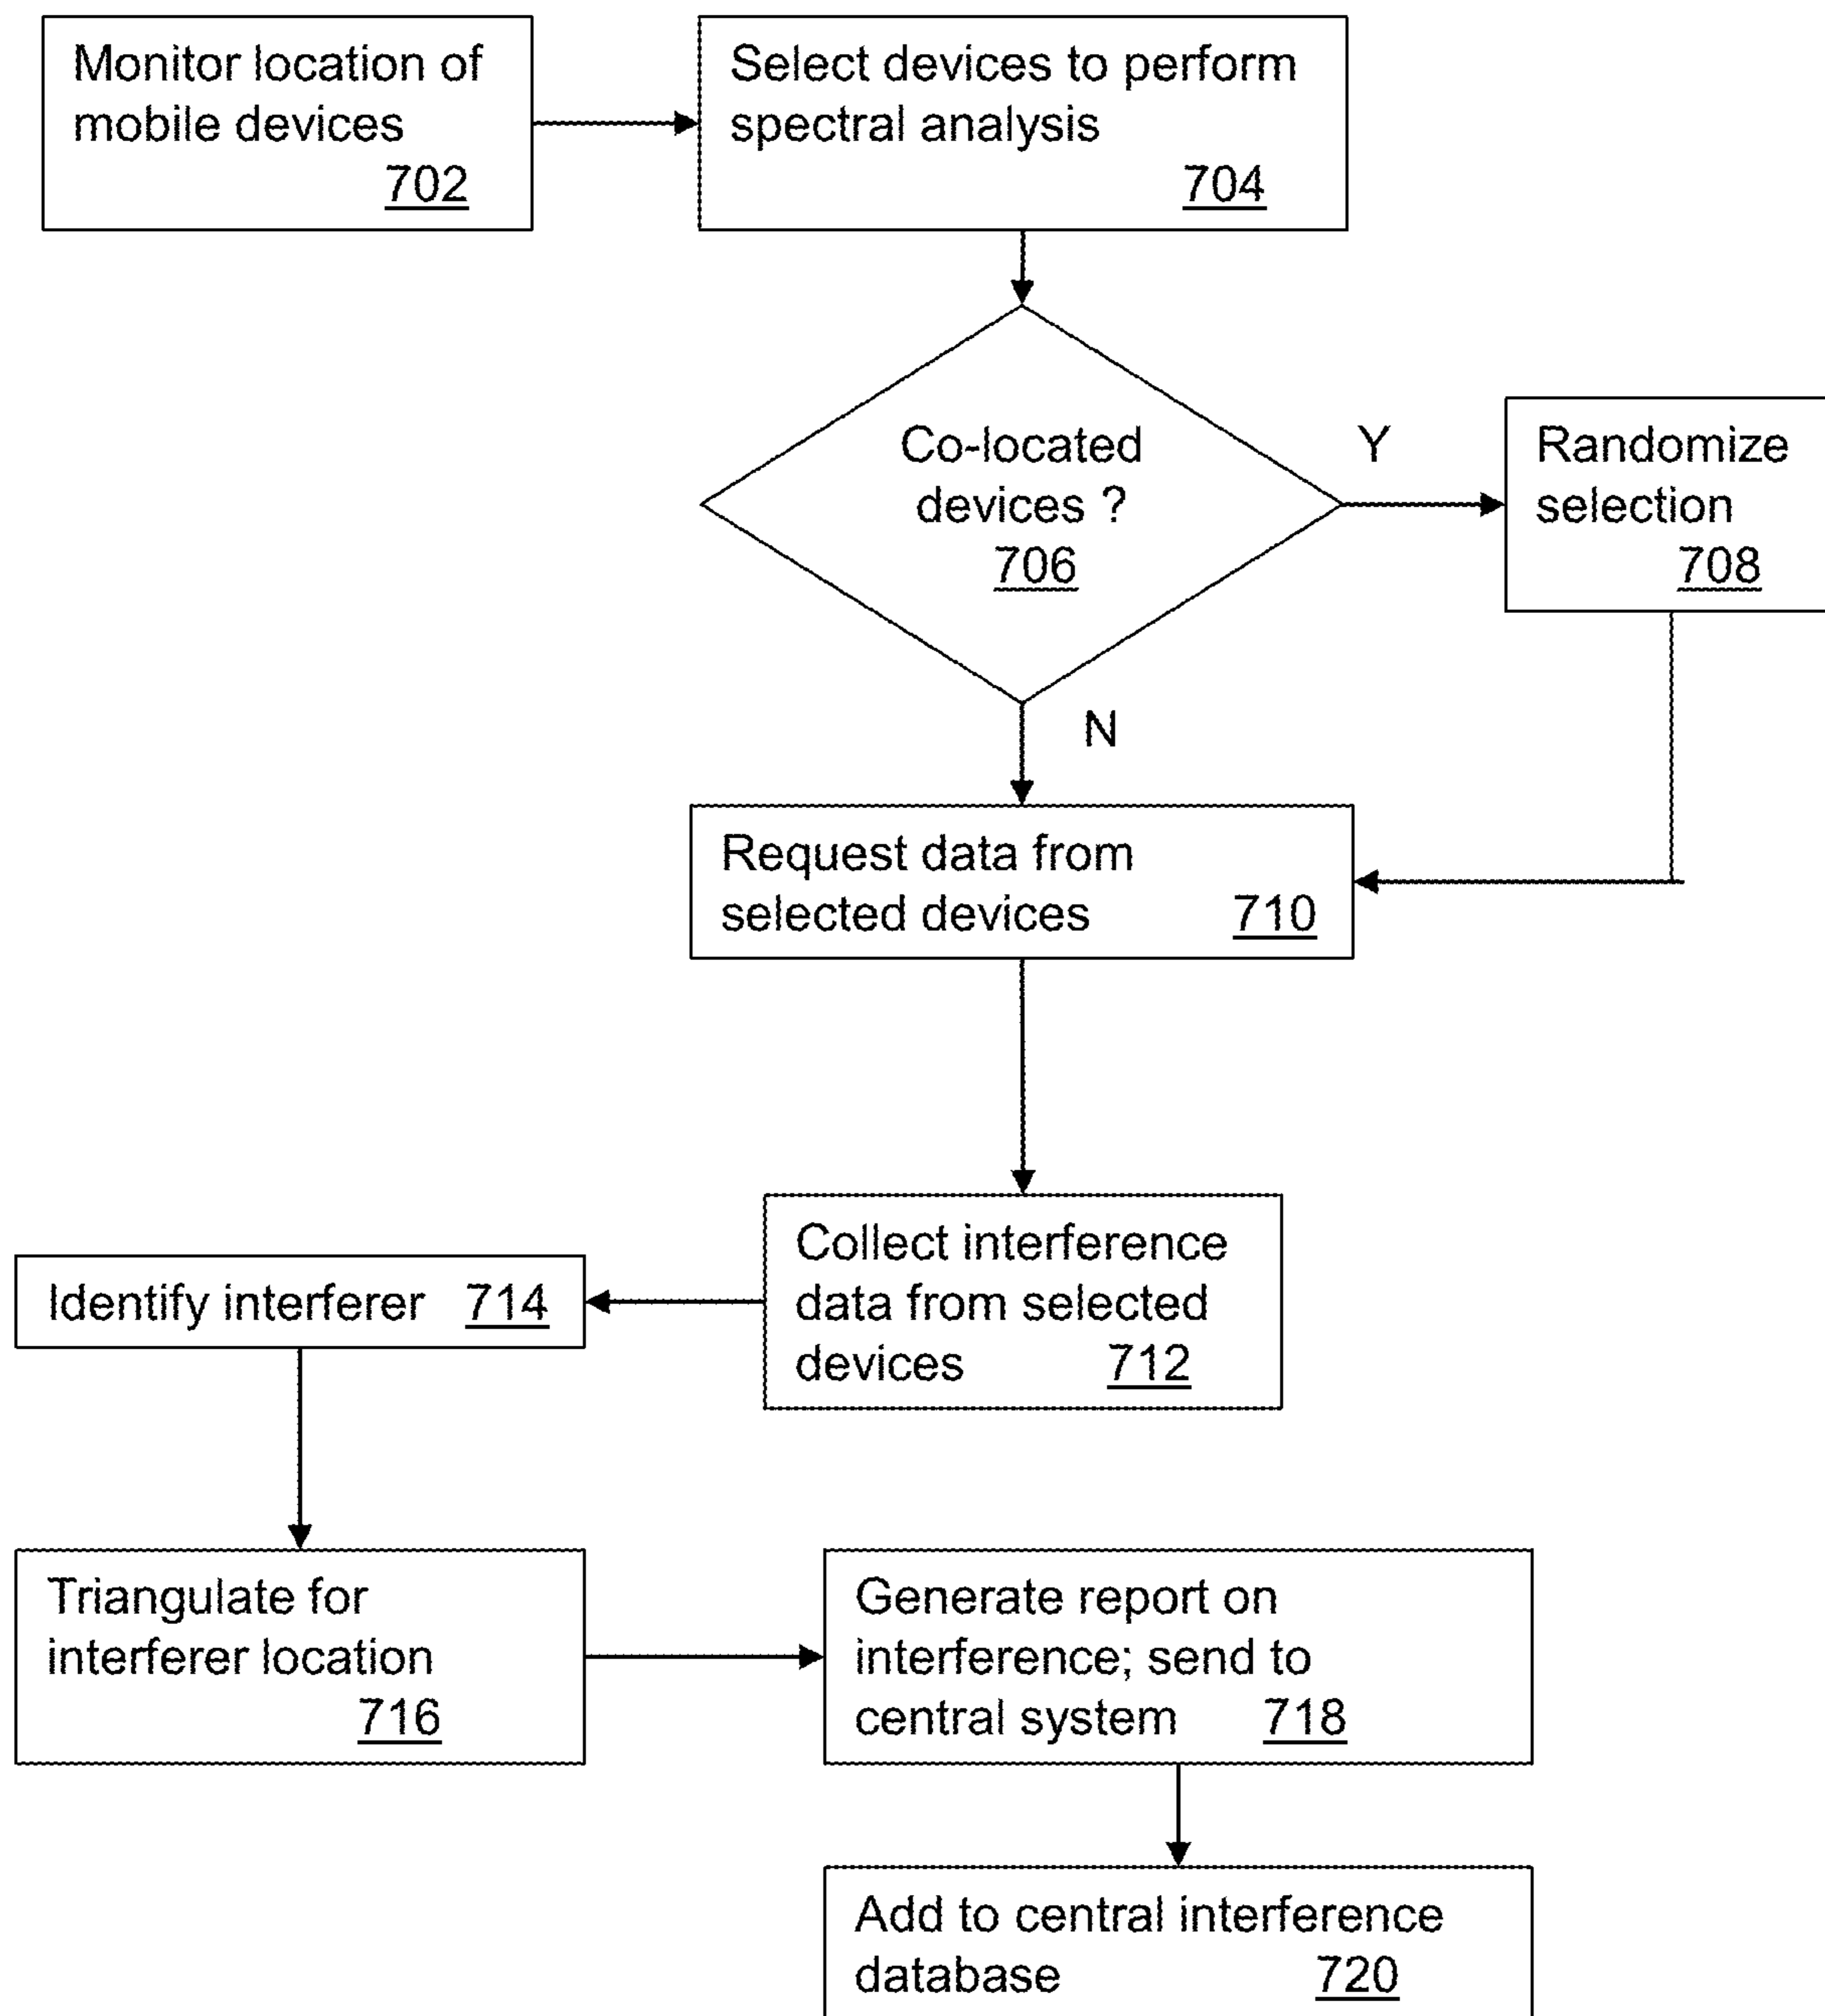 Monitor location of
mobile devices
702
Select devices to perform
spectral analysis
704
Co-located
devices ?
706
Y
Randomize
selection
708
N
Request data from
selected devices 710
Collect interference
data from selected
devices 712
Identify interferer 714
Triangulate for
interferer location
716
Generate report on
interference; send to
central system 718
Add to central interference
database 720